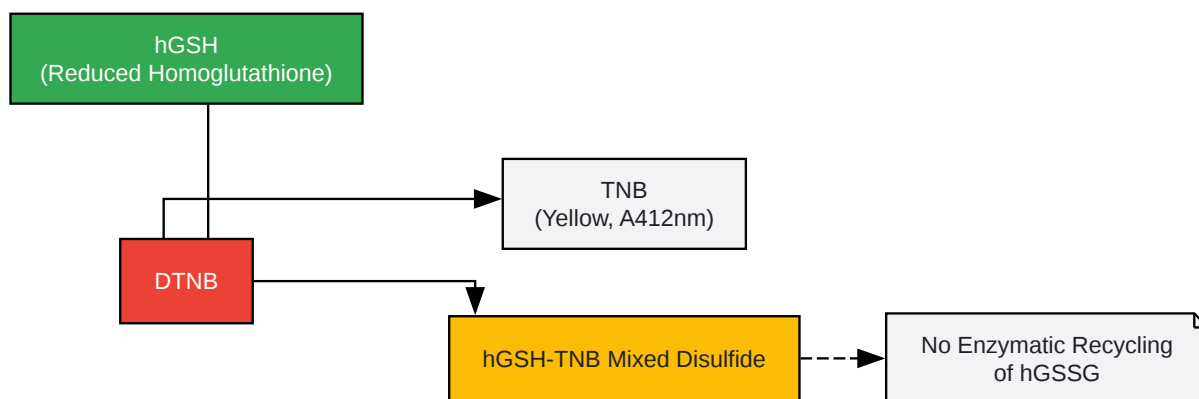 hGSH
(Reduced Homoglutathione)
TNB
(Yellow, A412nm)
DTNB
hGSH-TNB Mixed Disulfide
No Enzymatic Recycling
of hGSSG